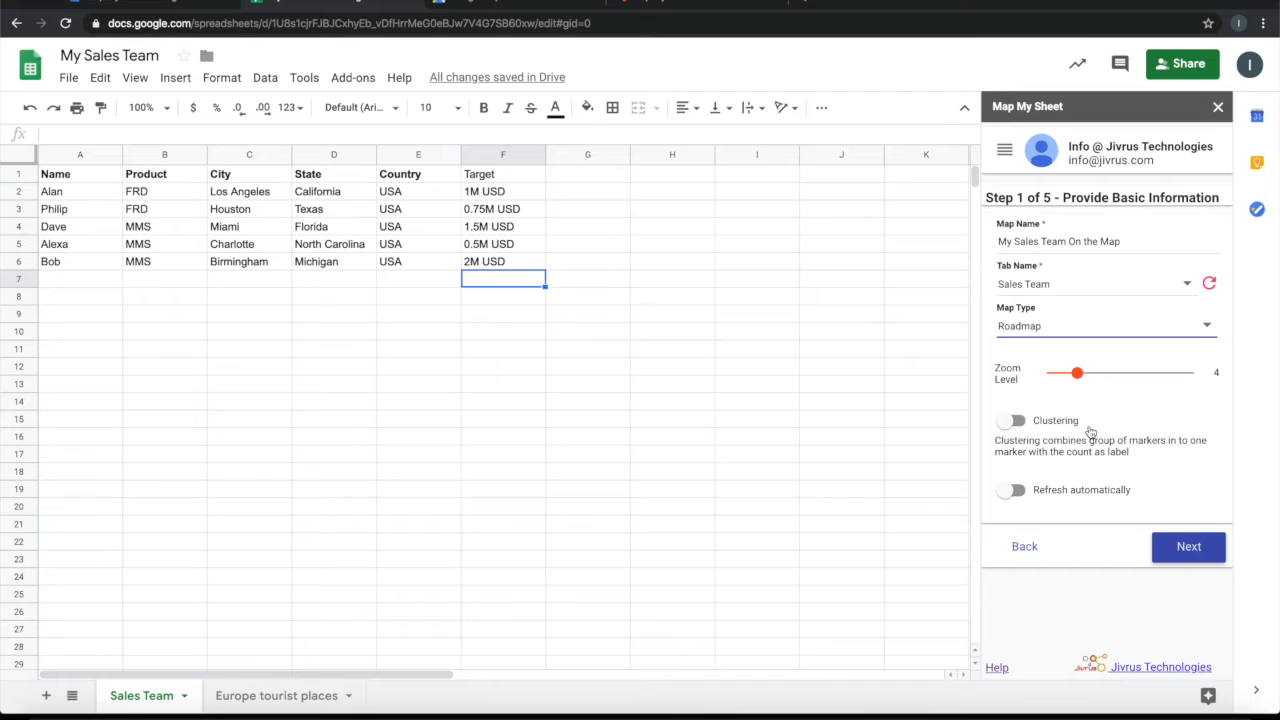 docs.google.com/spreadsheets/d/1U8s1cjrFJBJCxhyEb_vDfHrrMeG0eBJw7V4G7SB60xw/edit#gid=0
I
My Sales Team
File Edit View Insert Format Data Tools Add-ons Help All changes saved in Drive
Share
I
100% $ % .0 .00 123 Default (Ari... 10 B I S A
fx
A B C D E F G H I J K
1 Name Product City State Country Target
2 Alan FRD Los Angeles California USA 1M USD
3 Philip FRD Houston Texas USA 0.75M USD
4 Dave MMS Miami Florida USA 1.5M USD
5 Alexa MMS Charlotte North Carolina USA 0.5M USD
6 Bob MMS Birmingham Michigan USA 2M USD
7
8
9
10
11
12
13
14
15
16
17
18
19
20
21
22
23
24
25
26
27
28
29
Sales Team Europe tourist places
Map My Sheet
Info @ Jivrus Technologies
info@jivrus.com
Step 1 of 5 - Provide Basic Information
Map Name *
My Sales Team On the Map
Tab Name *
Sales Team
Map Type
Roadmap
Zoom
Level
4
Clustering
Clustering combines group of markers in to one
marker with the count as label
Refresh automatically
Back Next
Help jivrus Jivrus Technologies
31